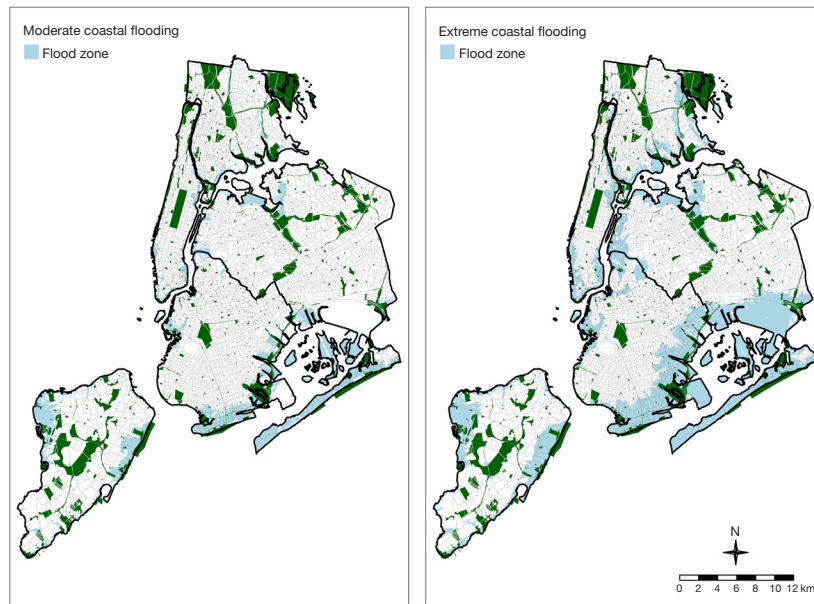 Moderate coastal flooding
Flood zone
Extreme coastal flooding
Flood zone
N
0 2 4 6 8 10 12 km